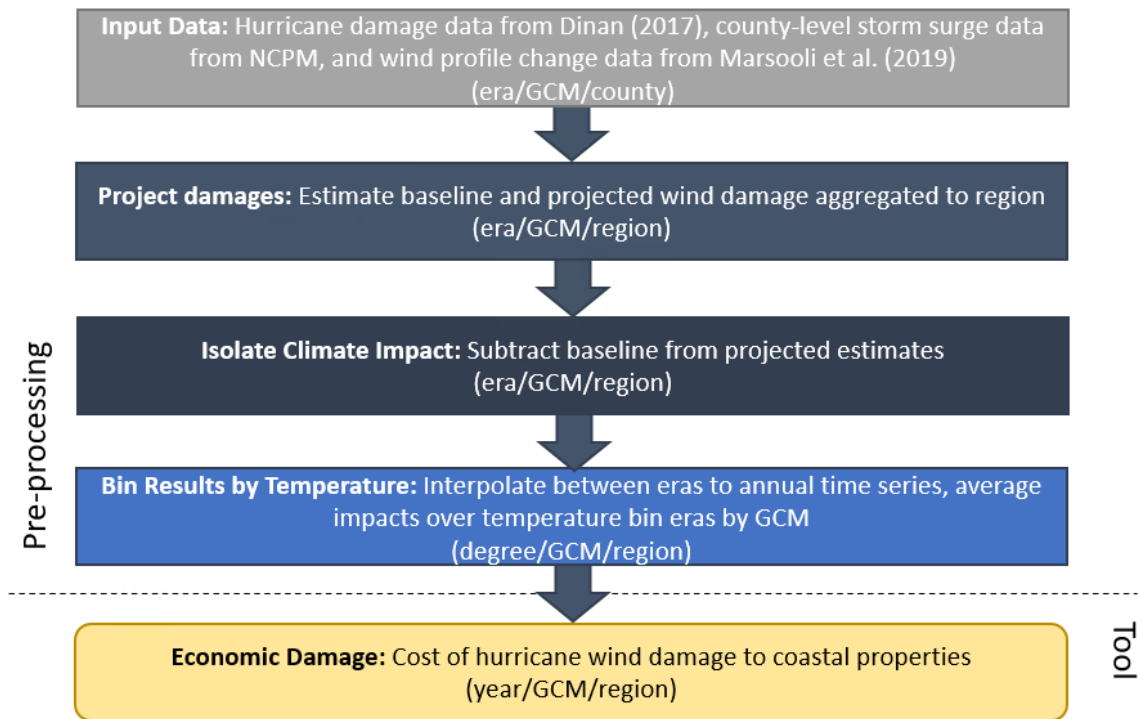 Input Data: Hurricane damage data from Dinan (2017), county-level storm surge data
from NCPM, and wind profile change data from Marsooli et al. (2019)
(era/GCM/county)
Project damages: Estimate baseline and projected wind damage aggregated to region
(era/GCM/region)
Isolate Climate Impact: Subtract baseline from projected estimates
(era/GCM/region)
Pre-processing
Bin Results by Temperature: Interpolate between eras to annual time series, average
impacts over temperature bin eras by GCM
(degree/GCM/region)
Economic Damage: Cost of hurricane wind damage to coastal properties
(year/GCM/region)
Tool